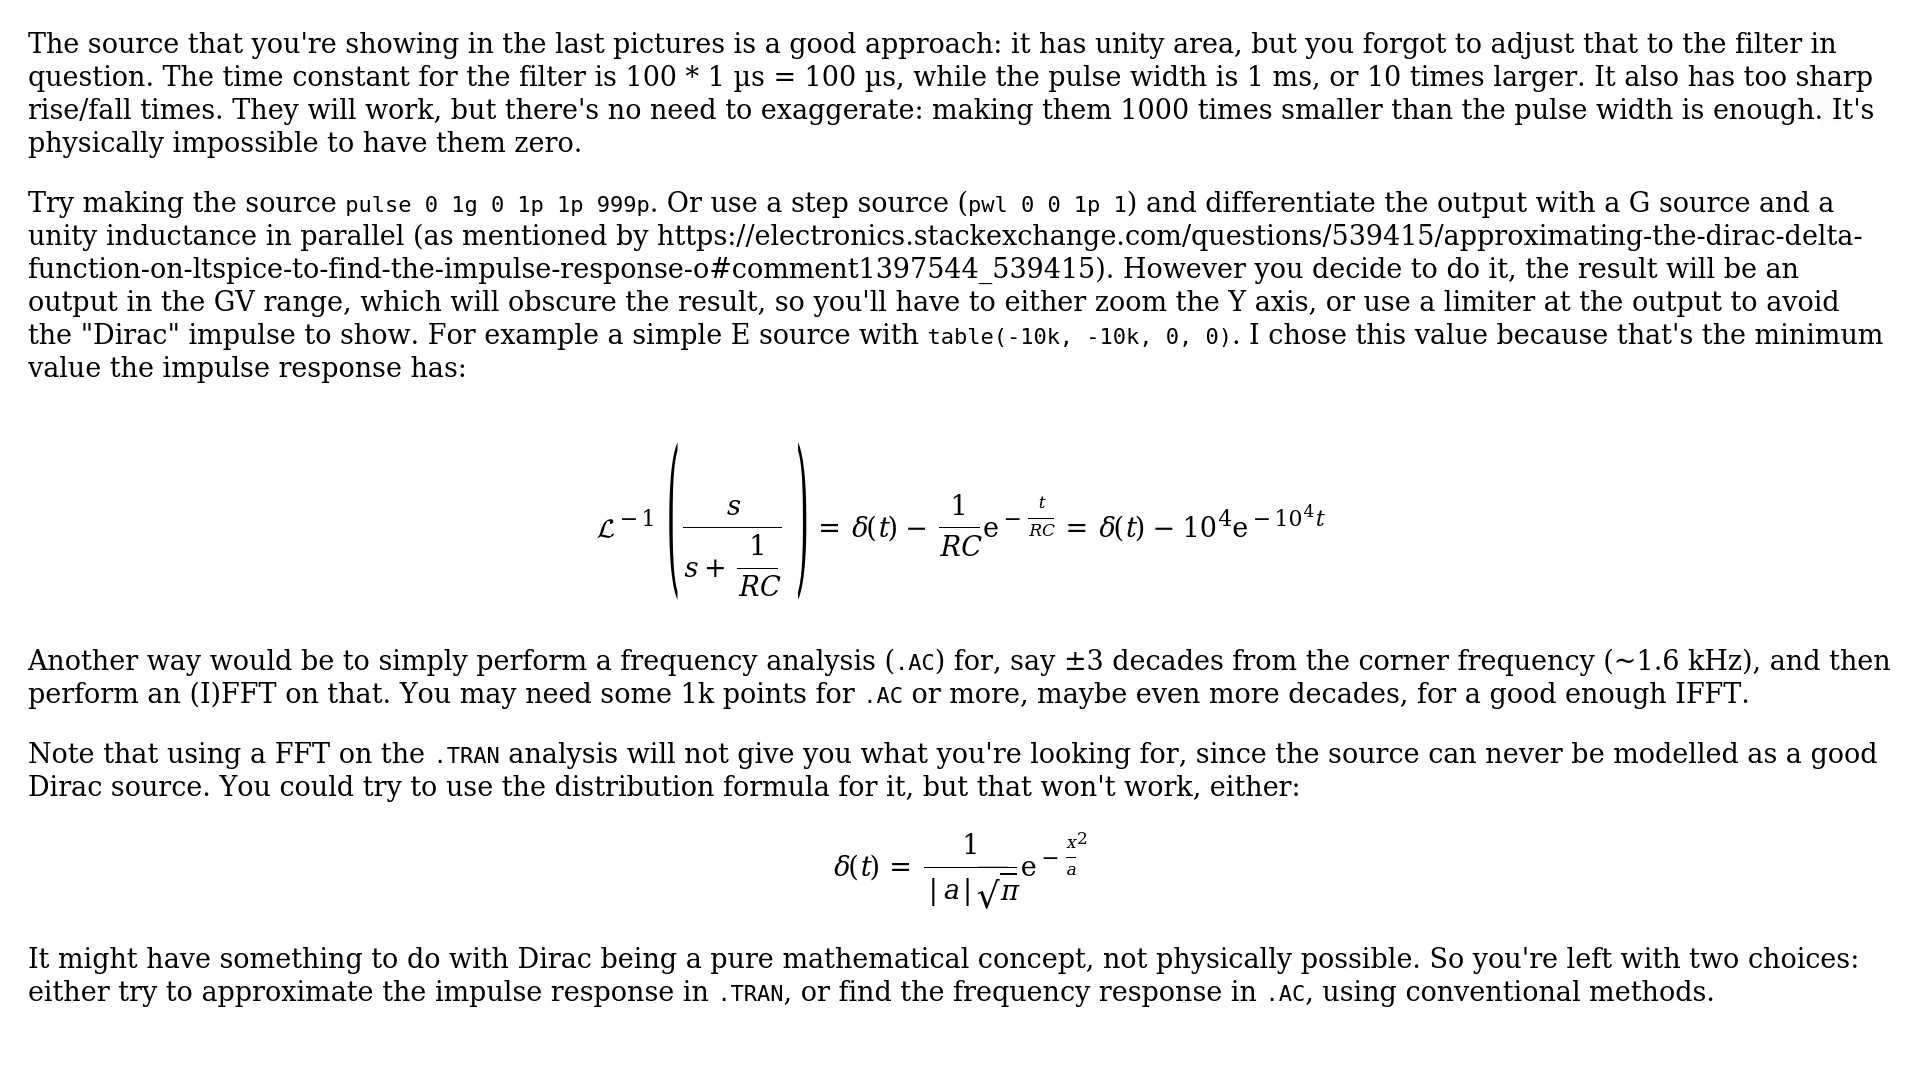 The source that you're showing in the last pictures is a good approach: it has unity area, but you forgot to adjust that to the filter in
question. The time constant for the filter is 100 * 1 µs = 100 µs, while the pulse width is 1 ms, or 10 times larger. It also has too sharp
rise/fall times. They will work, but there's no need to exaggerate: making them 1000 times smaller than the pulse width is enough. It's
physically impossible to have them zero.
Try making the source pulse 0 1g 0 1p 1p 999p. Or use a step source (pwl 0 0 1p 1) and differentiate the output with a G source and a
unity inductance in parallel (as mentioned by https://electronics.stackexchange.com/questions/539415/approximating-the-dirac-delta-
function-on-ltspice-to-find-the-impulse-response-o#comment1397544_539415). However you decide to do it, the result will be an
output in the GV range, which will obscure the result, so you'll have to either zoom the Y axis, or use a limiter at the output to avoid
the "Dirac" impulse to show. For example a simple E source with table(-10k, -10k, 0, 0). I chose this value because that's the minimum
value the impulse response has:
ℒ^{−1} ( \frac{s}{s + \frac{1}{RC}} ) = δ(t) − \frac{1}{RC} e^{−\frac{t}{RC}} = δ(t) − 10^4 e^{−10^4 t}
Another way would be to simply perform a frequency analysis (.AC) for, say ±3 decades from the corner frequency (~1.6 kHz), and then
perform an (I)FFT on that. You may need some 1k points for .AC or more, maybe even more decades, for a good enough IFFT.
Note that using a FFT on the .TRAN analysis will not give you what you're looking for, since the source can never be modelled as a good
Dirac source. You could try to use the distribution formula for it, but that won't work, either:
δ(t) = \frac{1}{|a|\sqrt{π}} e^{−\frac{x}{a}^2}
It might have something to do with Dirac being a pure mathematical concept, not physically possible. So you're left with two choices:
either try to approximate the impulse response in .TRAN, or find the frequency response in .AC, using conventional methods.